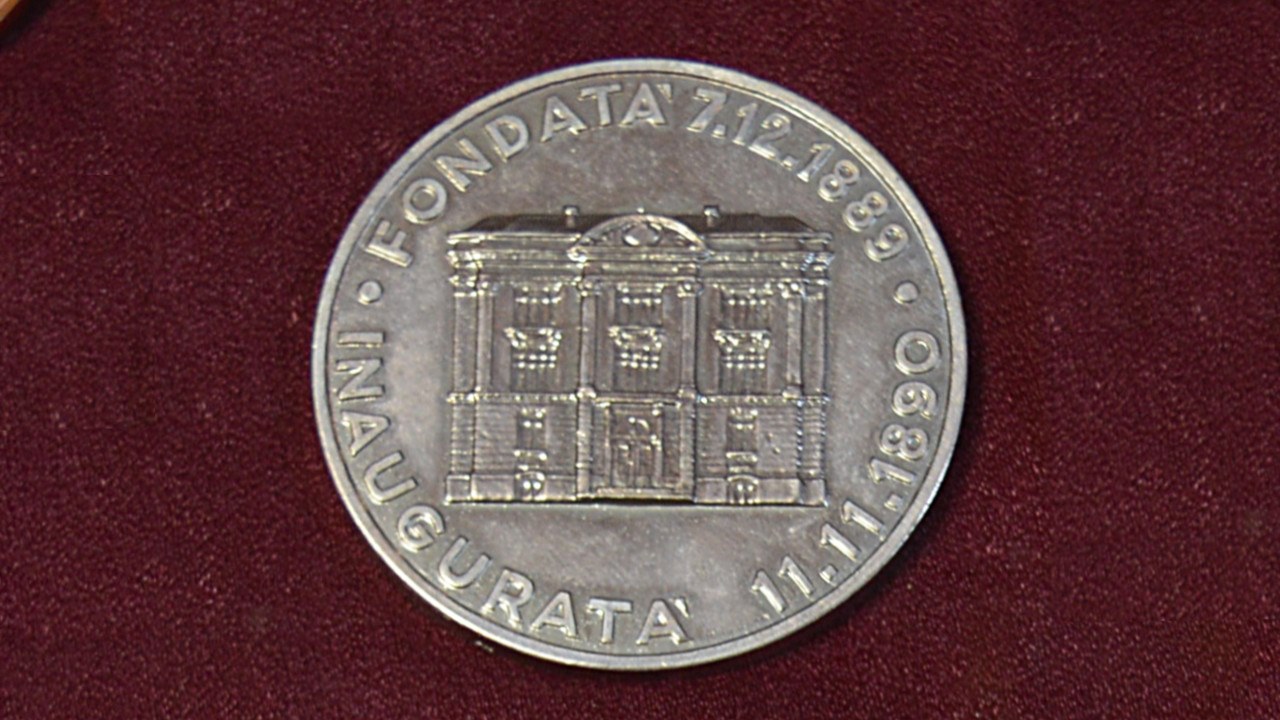 • FONDATA' 7.12.1889 •
INAUGURATA' 11.11.1890